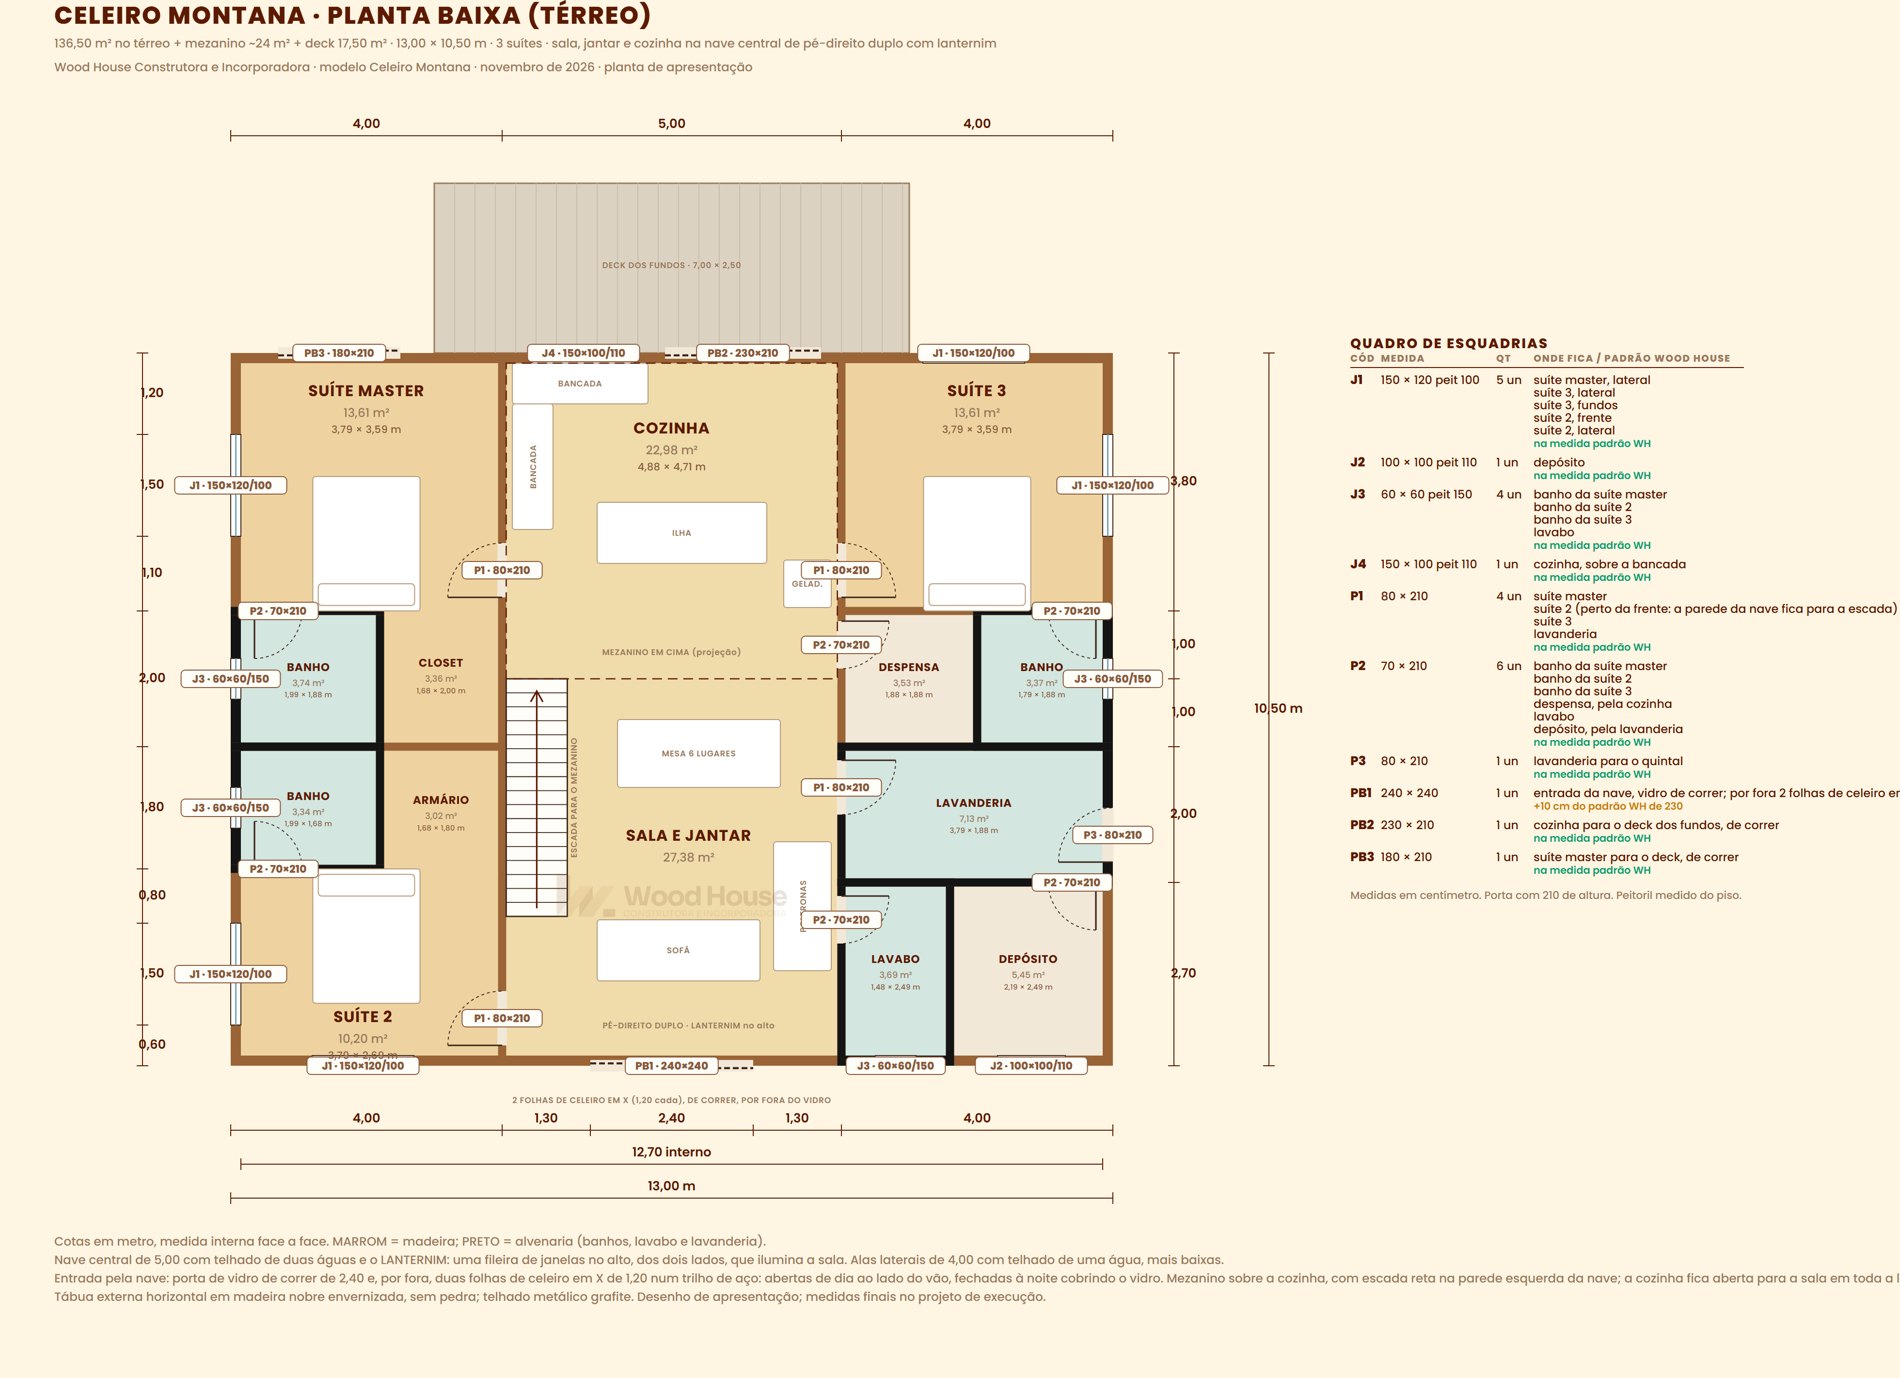 CELEIRO MONTANA · PLANTA BAIXA (TÉRREO)
136,50 m² no térreo + mezanino ~24 m² + deck 17,50 m² · 13,00 × 10,50 m · 3 suítes · sala, jantar e cozinha na nave central de pé-direito duplo com lanternim
Wood House Construtora e Incorporadora · modelo Celeiro Montana · novembro de 2026 · planta de apresentação
4,00
5,00
4,00
DECK DOS FUNDOS · 7,00 × 2,50
PB3 · 180×210
J4 · 150×100/110
PB2 · 230×210
J1 · 150×120/100
1,20
1,50
1,10
2,00
1,80
0,80
1,50
0,60
SUÍTE MASTER
13,61 m²
3,79 × 3,59 m
J1 · 150×120/100
BANCADA
BANCADA
COZINHA
22,98 m²
4,88 × 4,71 m
ILHA
GELAD.
SUÍTE 3
13,61 m²
3,79 × 3,59 m
J1 · 150×120/100
P1 · 80×210
P1 · 80×210
P2 · 70×210
P2 · 70×210
P2 · 70×210
MEZANINO EM CIMA (projeção)
BANHO
3,74 m²
1,99 × 1,88 m
J3 · 60×60/150
CLOSET
3,36 m²
1,68 × 2,00 m
DESPENSA
3,53 m²
1,88 × 1,88 m
BANHO
3,37 m²
1,79 × 1,88 m
J3 · 60×60/150
MESA 6 LUGARES
ESCADA PARA O MEZANINO
BANHO
3,34 m²
1,99 × 1,68 m
J3 · 60×60/150
P2 · 70×210
ARMÁRIO
3,02 m²
1,68 × 1,80 m
SALA E JANTAR
27,38 m²
P1 · 80×210
LAVANDERIA
7,13 m²
3,79 × 1,88 m
P3 · 80×210
P2 · 70×210
Wood House
CONSTRUTORA E INCORPORADORA
P2 · 70×210
SOFÁ
LAVABO
3,69 m²
1,48 × 2,49 m
DEPÓSITO
5,45 m²
2,19 × 2,49 m
J1 · 150×120/100
SUÍTE 2
10,20 m²
3,79 × 2,69 m
P1 · 80×210
PÉ-DIREITO DUPLO · LANTERNIM no alto
J1 · 150×120/100
PB1 · 240×240
J3 · 60×60/150
J2 · 100×100/110
3,80
1,00
1,00
2,00
2,70
10,50 m
2 FOLHAS DE CELEIRO EM X (1,20 cada), DE CORRER, POR FORA DO VIDRO
4,00
1,30
2,40
1,30
4,00
12,70 interno
13,00 m
QUADRO DE ESQUADRIAS
CÓD MEDIDA QT ONDE FICA / PADRÃO WOOD HOUSE
J1 150 × 120 peit 100 5 un suíte master, lateral
suíte 3, lateral
suíte 3, fundos
suíte 2, frente
suíte 2, lateral
na medida padrão WH
J2 100 × 100 peit 110 1 un depósito
na medida padrão WH
J3 60 × 60 peit 150 4 un banho da suíte master
banho da suíte 2
banho da suíte 3
lavabo
na medida padrão WH
J4 150 × 100 peit 110 1 un cozinha, sobre a bancada
na medida padrão WH
P1 80 × 210 4 un suíte master
suíte 2 (perto da frente: a parede da nave fica para a escada)
suíte 3
lavanderia
na medida padrão WH
P2 70 × 210 6 un banho da suíte master
banho da suíte 2
banho da suíte 3
despensa, pela cozinha
lavabo
depósito, pela lavanderia
na medida padrão WH
P3 80 × 210 1 un lavanderia para o quintal
na medida padrão WH
PB1 240 × 240 1 un entrada da nave, vidro de correr; por fora 2 folhas de celeiro
+10 cm do padrão WH de 230
PB2 230 × 210 1 un cozinha para o deck dos fundos, de correr
na medida padrão WH
PB3 180 × 210 1 un suíte master para o deck, de correr
na medida padrão WH
Medidas em centímetro. Porta com 210 de altura. Peitoril medido do piso.
Cotas em metro, medida interna face a face. MARROM = madeira; PRETO = alvenaria (banhos, lavabo e lavanderia).
Nave central de 5,00 com telhado de duas águas e o LANTERNIM: uma fileira de janelas no alto, dos dois lados, que ilumina a sala. Alas laterais de 4,00 com telhado de uma água, mais baixas.
Entrada pela nave: porta de vidro de correr de 2,40 e, por fora, duas folhas de celeiro em X de 1,20 num trilho de aço: abertas de dia ao lado do vão, fechadas à noite cobrindo o vidro. Mezanino sobre a cozinha, com escada reta na parede esquerda da nave; a cozinha fica aberta para a sala em toda a
Tábua externa horizontal em madeira nobre envernizada, sem pedra; telhado metálico grafite. Desenho de apresentação; medidas finais no projeto de execução.